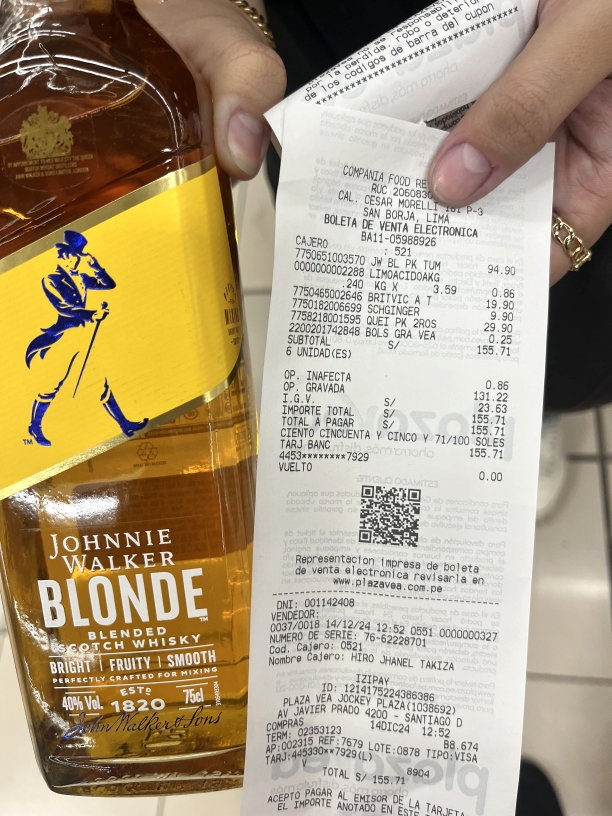 JOHNNIE
WALKER
BLONDE™
BLENDED
SCOTCH WHISKY
BRIGHT | FRUITY | SMOOTH
PERFECTLY CRAFTED FOR MIXING
40% Vol. ESTD 1820 75cl
John Walker & Sons
TM
por la perdida, robo o deterioro
de los codigos de barra del cupon
COMPANIA FOOD RE
RUC 2060830
CAL. CESAR MORELLI 181 P-3
SAN BORJA, LIMA
BOLETA DE VENTA ELECTRONICA
BA11-05988926
CAJERO : 521
7750651003570 JW BL PK TUM 94.90
0000000002288 LIMOACIDOAKG
.240 KG X 3.59 0.86
7750465002646 BRITVIC A T 19.90
7750182006699 SCHGINGER 9.90
7758218001595 QUEI PK 2ROS 29.90
2200201742848 BOLS GRA VEA 0.25
SUBTOTAL S/ 155.71
6 UNIDAD(ES)
OP. INAFECTA 0.86
OP. GRAVADA 131.22
I.G.V. S/ 23.63
IMPORTE TOTAL S/ 155.71
TOTAL A PAGAR S/ 155.71
CIENTO CINCUENTA Y CINCO Y 71/100 SOLES
TARJ BANC 155.71
4453********7929
VUELTO 0.00
Representacion impresa de boleta
de venta electronica revisarla en
www.plazavea.com.pe
DNI: 001142408
VENDEDOR:
0037/0018 14/12/24 12:52 0551 0000000327
NUMERO DE SERIE: 76-62228701
Cod. Cajero: 0521
Nombre Cajero: HIRO JHANEL TAKIZA
IZIPAY
ID: 1214175224386386
PLAZA VEA JOCKEY PLAZA(1038692)
AV JAVIER PRADO 4200 - SANTIAGO D
COMPRAS 14DIC24 12:52
TERM: 02353123 B8.674
AP:002315 REF:7679 LOTE:0878 TIPO:VISA
TARJ:445330**7929(L)
V 8904
TOTAL S/ 155.71
ACEPTO PAGAR AL EMISOR DE LA TARJETA
EL IMPORTE ANOTADO EN ESTE